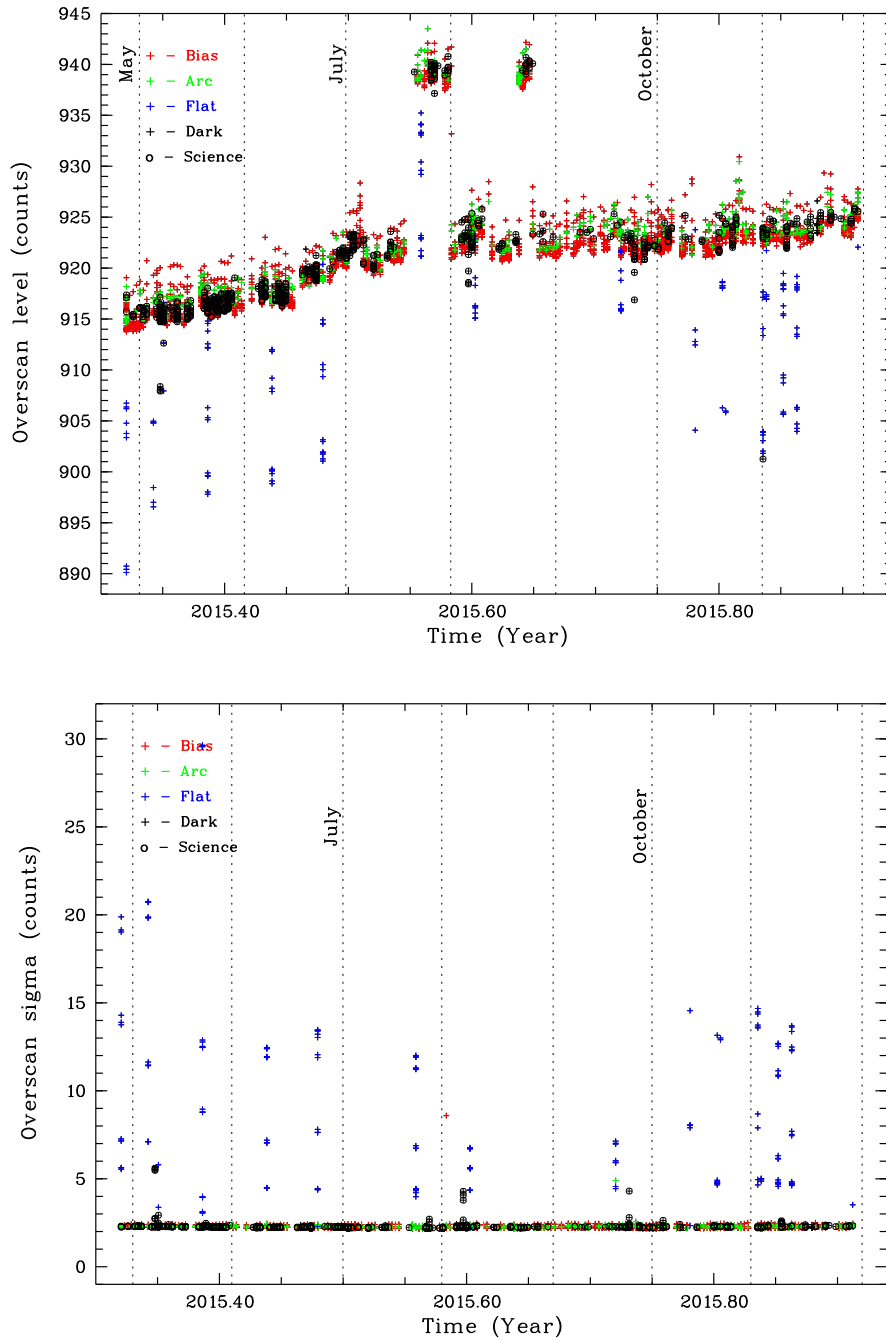 945
940
935
930
925
920
915
910
905
900
895
890
Overscan level (counts)
May
July
October
+ − Bias
+ − Arc
+ − Flat
+ − Dark
o − Science
2015.40
2015.60
2015.80
Time (Year)
30
25
20
15
10
5
0
Overscan sigma (counts)
July
October
+ − Bias
+ − Arc
+ − Flat
+ − Dark
o − Science
2015.40
2015.60
2015.80
Time (Year)